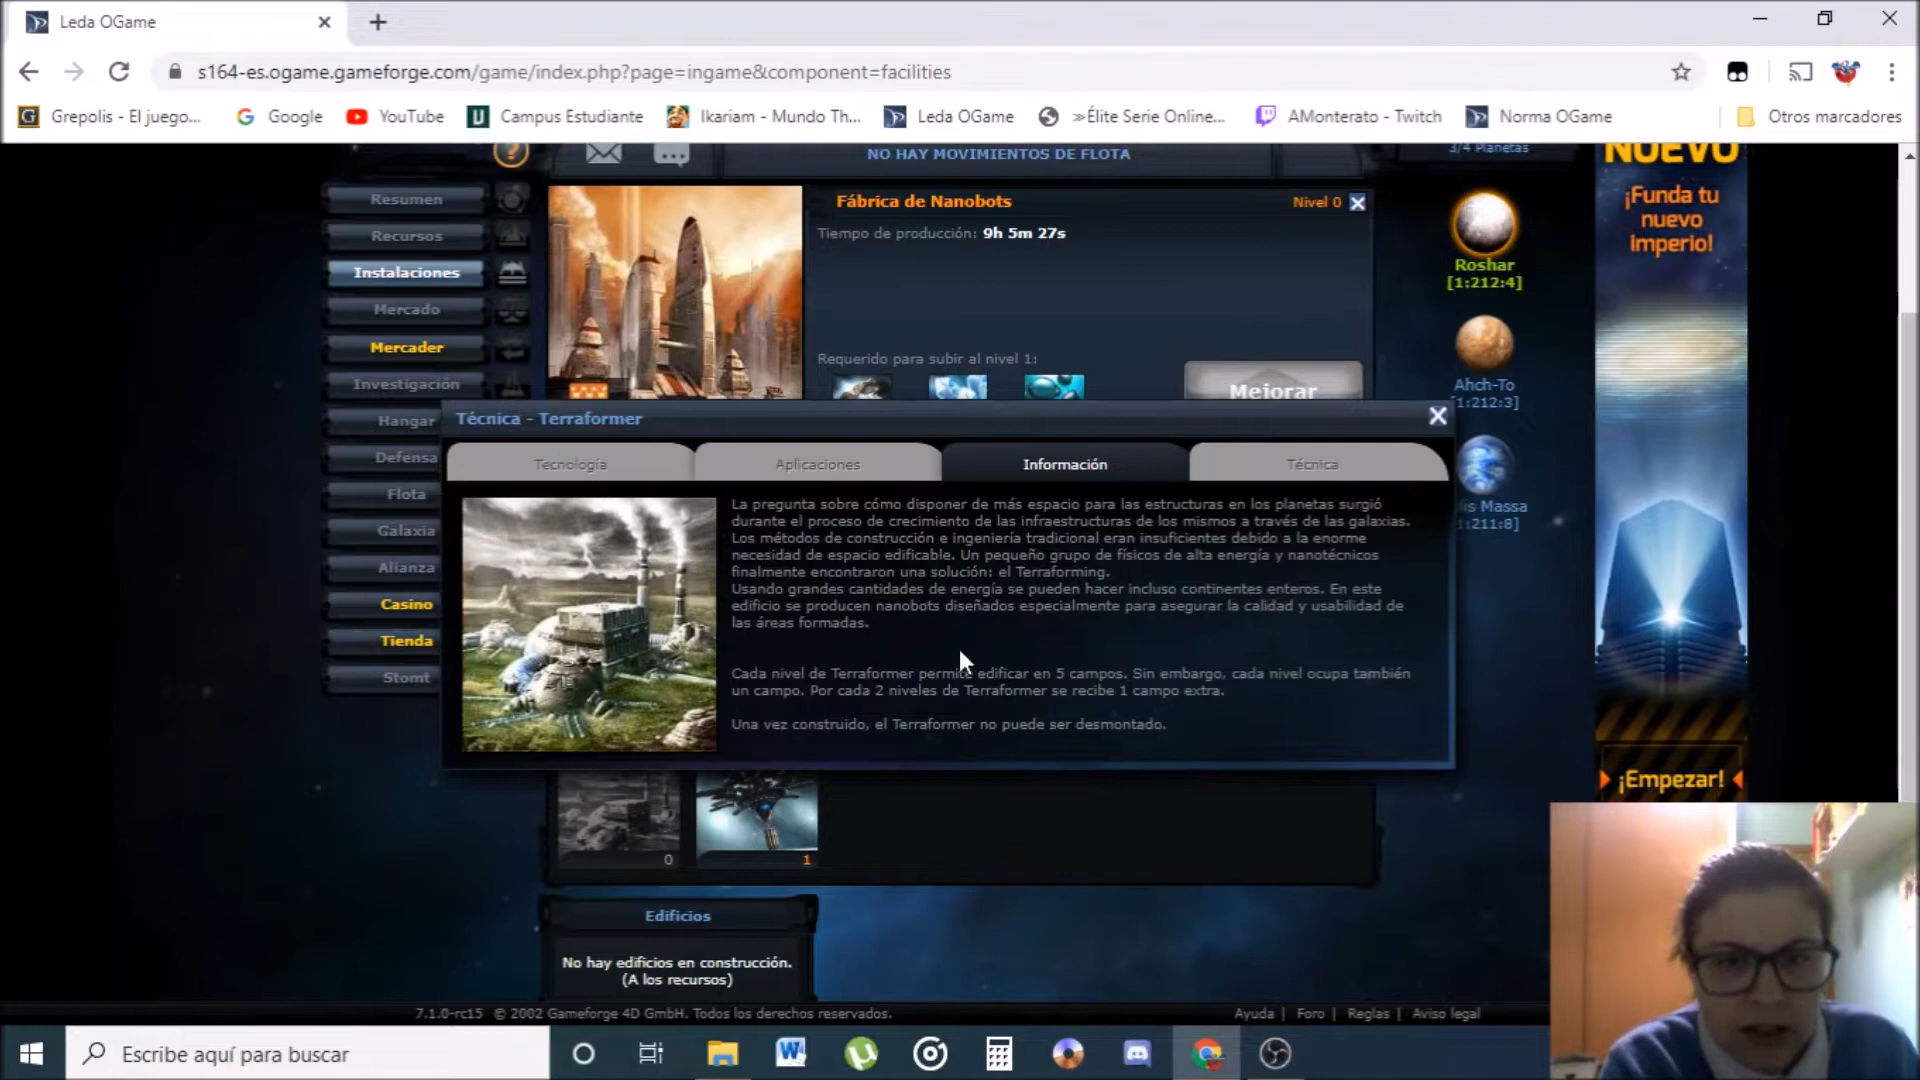 Leda OGame
s164-es.ogame.gameforge.com/game/index.php?page=ingame&component=facilities
Grepolis - El juego...
Google
YouTube
Campus Estudiante
Ikariam - Mundo Th...
Leda OGame
»Élite Serie Online...
AMonterato - Twitch
Norma OGame
Otros marcadores
NO HAY MOVIMIENTOS DE FLOTA
3/4 Planetas
NUEVO
¡Funda tu
nuevo
imperio!
¡Empezar!
Resumen
Recursos
Instalaciones
Mercado
Mercader
Investigación
Hangar
Defensa
Flota
Galaxia
Alianza
Casino
Tienda
Stomt
Fábrica de Nanobots
Nivel 0
Tiempo de producción: 9h 5m 27s
Requerido para subir al nivel 1:
Mejorar
Roshar
[1:212:4]
Ahch-To
1:212:3]
lis Massa
1:211:8]
Técnica - Terraformer
Tecnología
Aplicaciones
Información
Técnica
La pregunta sobre cómo disponer de más espacio para las estructuras en los planetas surgió
durante el proceso de crecimiento de las infraestructuras de los mismos a través de las galaxias.
Los métodos de construcción e ingeniería tradicional eran insuficientes debido a la enorme
necesidad de espacio edificable. Un pequeño grupo de físicos de alta energía y nanotécnicos
finalmente encontraron una solución: el Terraforming.
Usando grandes cantidades de energía se pueden hacer incluso continentes enteros. En este
edificio se producen nanobots diseñados especialmente para asegurar la calidad y usabilidad de
las áreas formadas.
Cada nivel de Terraformer permite edificar en 5 campos. Sin embargo, cada nivel ocupa también
un campo. Por cada 2 niveles de Terraformer se recibe 1 campo extra.
Una vez construido, el Terraformer no puede ser desmontado.
0
1
Edificios
No hay edificios en construcción.
(A los recursos)
7.1.0-rc15 © 2002 Gameforge 4D GmbH. Todos los derechos reservados.
Ayuda | Foro | Reglas | Aviso legal
Escribe aquí para buscar